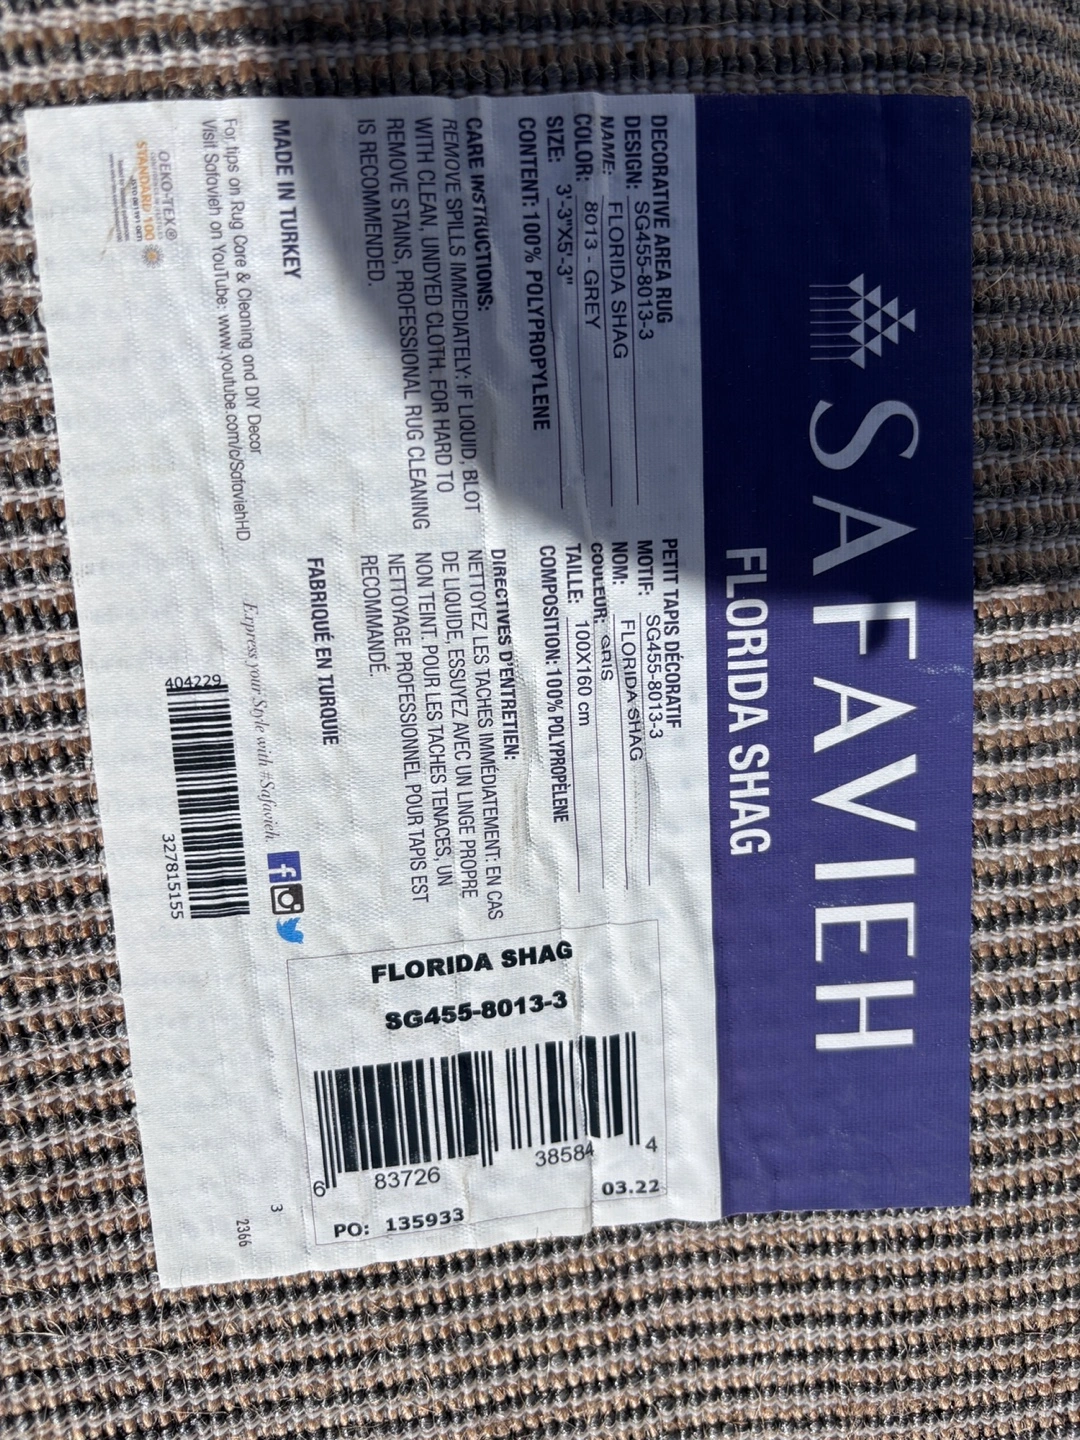 SAFAVIEH
FLORIDA SHAG
DECORATIVE AREA RUG
DESIGN: SG455-8013-3
NAME: FLORIDA SHAG
COLOR: 8013 - GREY
SIZE: 3'-3"X5'-3"
CONTENT: 100% POLYPROPYLENE
CARE INSTRUCTIONS:
REMOVE SPILLS IMMEDIATELY: IF LIQUID, BLOT
WITH CLEAN, UNDYED CLOTH. FOR HARD TO
REMOVE STAINS, PROFESSIONAL RUG CLEANING
IS RECOMMENDED.
MADE IN TURKEY
For tips on Rug Care & Cleaning and DIY Decor
Visit Safavieh on YouTube: www.youtube.com/c/SafaviehHD
OEKO-TEX®
STANDARD 100
PETIT TAPIS DÉCORATIF
MOTIF: SG455-8013-3
NOM: FLORIDA SHAG
COULEUR: GRIS
TAILLE: 100X160 cm
COMPOSITION: 100% POLYPROPÈLENE
DIRECTIVES D'ENTRETIEN:
NETTOYEZ LES TACHES IMMÉDIATEMENT: EN CAS
DE LIQUIDE, ESSUYEZ AVEC UN LINGE PROPRE
NON TEINT. POUR LES TACHES TENACES, UN
NETTOYAGE PROFESSIONNEL POUR TAPIS EST
RECOMMANDÉ.
FABRIQUÉ EN TURQUIE
Express your Style with #Safavieh.
404229
327815155
FLORIDA SHAG
SG455-8013-3
6 83726 38584 4
03.22
PO: 135933
3
2366